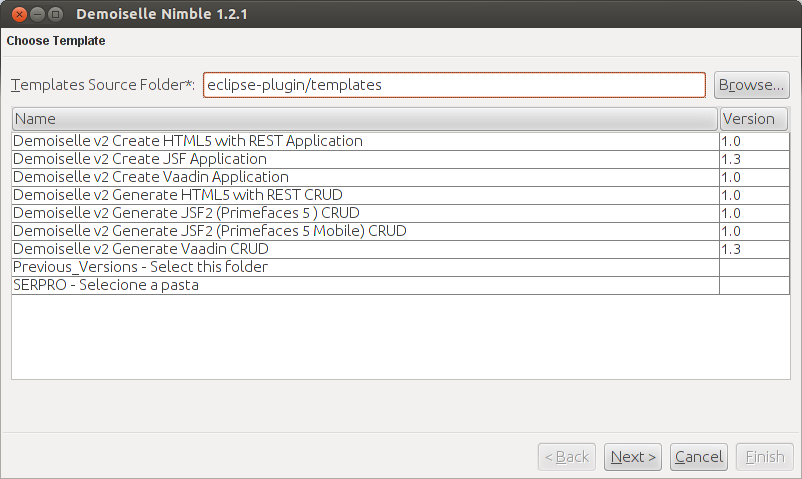 Demoiselle Nimble 1.2.1
Choose Template
Templates Source Folder*: eclipse-plugin/templates Browse...
Name Version
Demoiselle v2 Create HTML5 with REST Application 1.0
Demoiselle v2 Create JSF Application 1.3
Demoiselle v2 Create Vaadin Application 1.0
Demoiselle v2 Generate HTML5 with REST CRUD 1.0
Demoiselle v2 Generate JSF2 (Primefaces 5 ) CRUD 1.0
Demoiselle v2 Generate JSF2 (Primefaces 5 Mobile) CRUD 1.0
Demoiselle v2 Generate Vaadin CRUD 1.3
Previous_Versions - Select this folder
SERPRO - Selecione a pasta
< Back Next > Cancel Finish